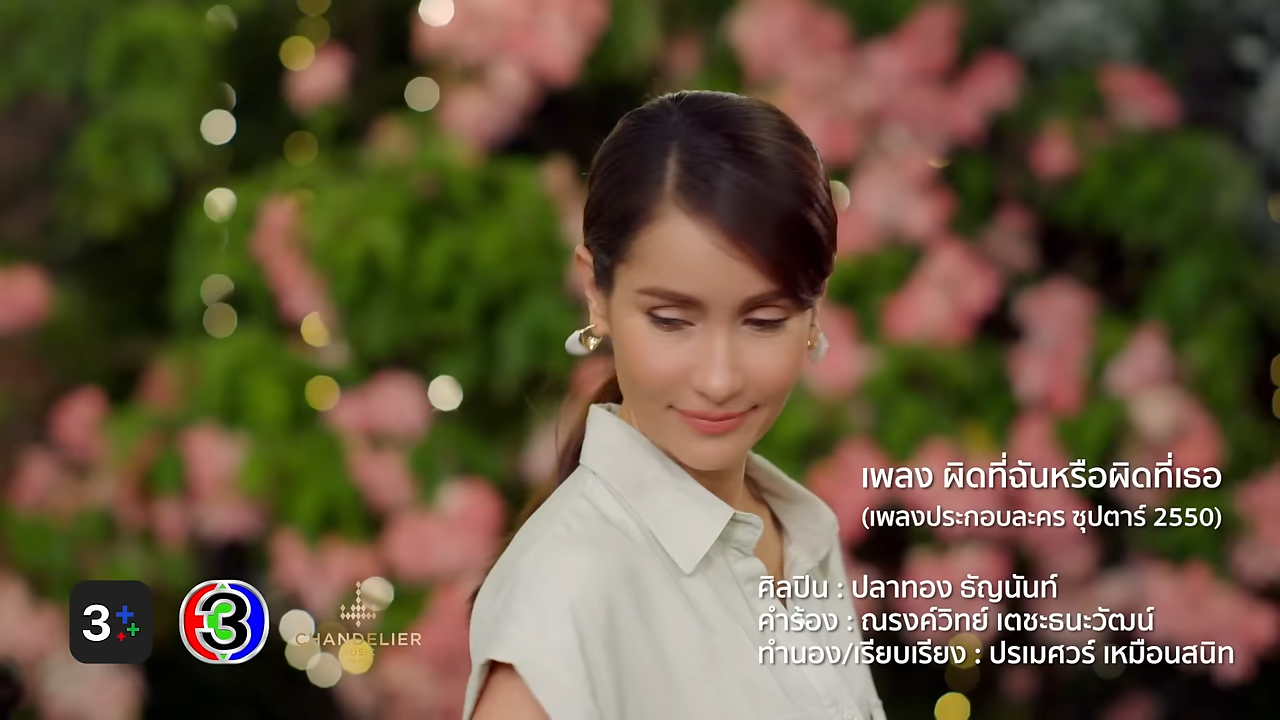 เพลง ผิดที่ฉันหรือผิดที่เธอ
(เพลงประกอบละคร ซุปตาร์ 2550)
ศิลปิน : ปลาทอง ธัญนันท์
คำร้อง : ณรงค์วิทย์ เตชะธนะวัฒน์
ทำนอง/เรียบเรียง : ปรเมศวร์ เหมือนสนิท
3+
3
CHANDELIER
MUSIC